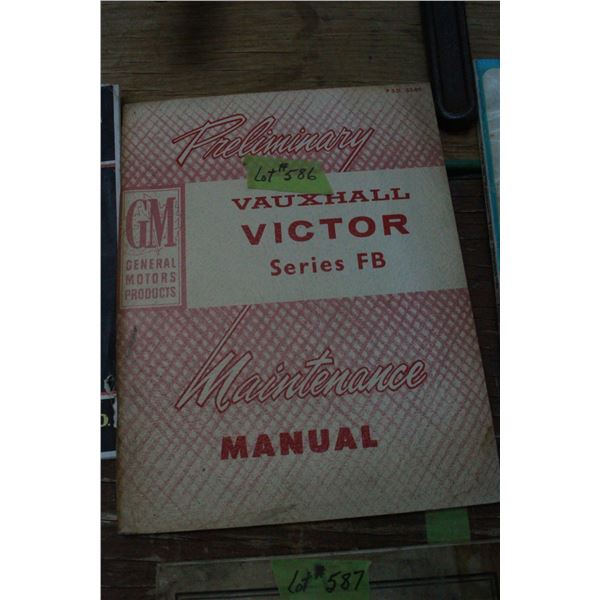 Preliminary
Lot # 586
VAUXHALL
VICTOR
Series FB
GM
GENERAL
MOTORS
PRODUCTS
Maintenance
MANUAL
Lot # 587